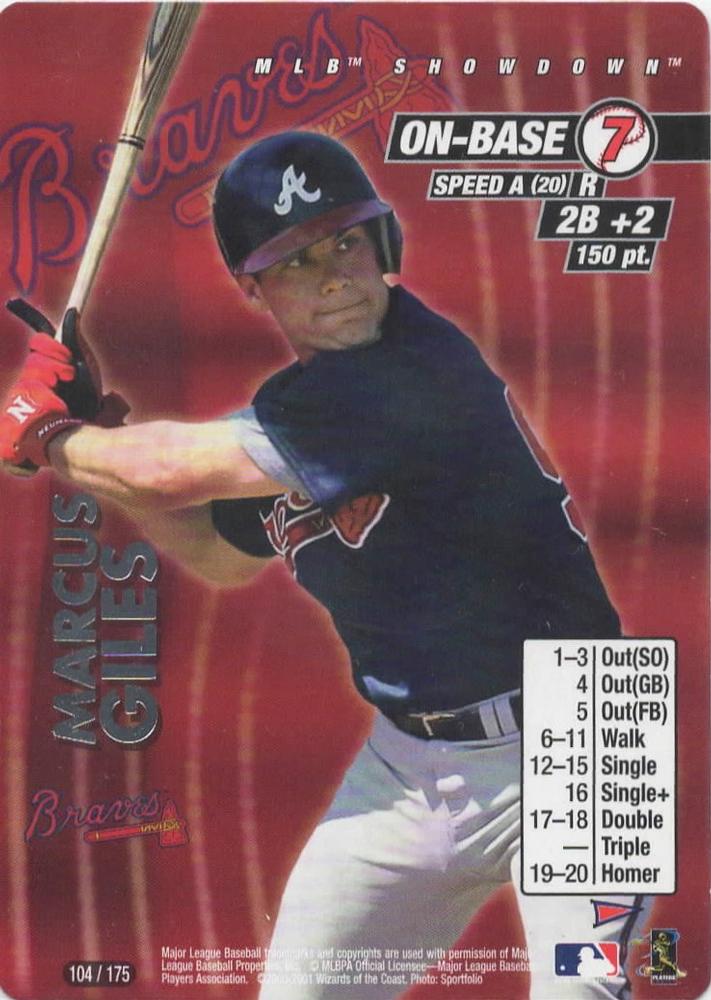 MLB™ SHOWDOWN™
Braves
ON-BASE 7
SPEED A (20) R
2B +2
150 pt.
A
N
NEUMANN
MARCUS
GILES
1–3 Out(SO)
4 Out(GB)
5 Out(FB)
6–11 Walk
12–15 Single
16 Single+
17–18 Double
— Triple
19–20 Homer
Braves
104 / 175
Major League Baseball trademarks and copyrights are used with permission of Major
League Baseball Properties, Inc. © MLBPA Official Licensee—Major League Baseball
Players Association. ©2000-2001 Wizards of the Coast. Photo: Sportfolio
PLAYERS